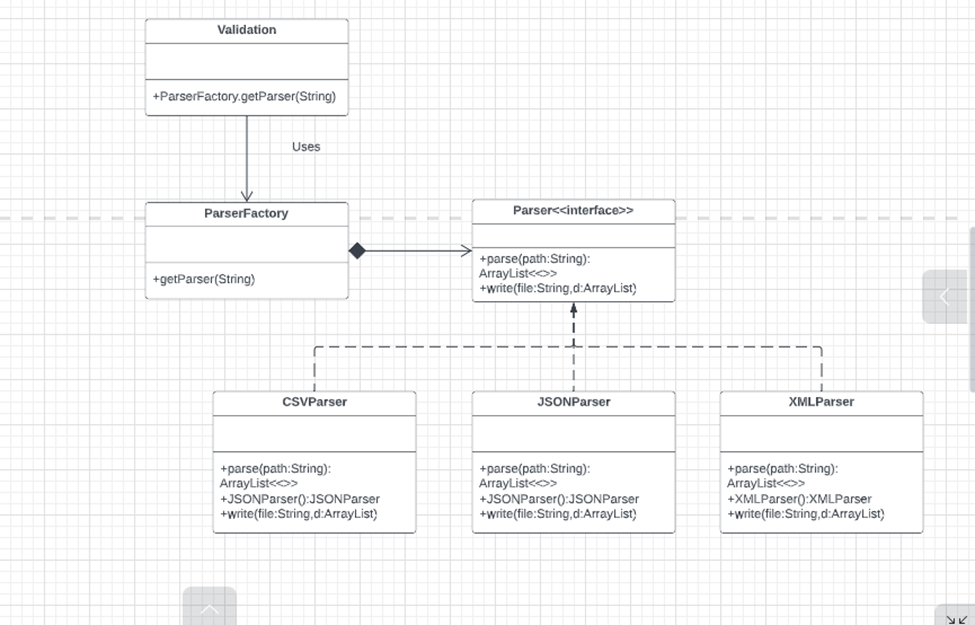 Validation
+ParserFactory.getParser(String)
Uses
ParserFactory
+getParser(String)
Parser<<interface>>
+parse(path:String):
ArrayList<<>>
+write(file:String,d:ArrayList)
CSVParser
+parse(path:String):
ArrayList<<>>
+JSONParser():JSONParser
+write(file:String,d:ArrayList)
JSONParser
+parse(path:String):
ArrayList<<>>
+JSONParser():JSONParser
+write(file:String,d:ArrayList)
XMLParser
+parse(path:String):
ArrayList<<>>
+XMLParser():XMLParser
+write(file:String,d:ArrayList)